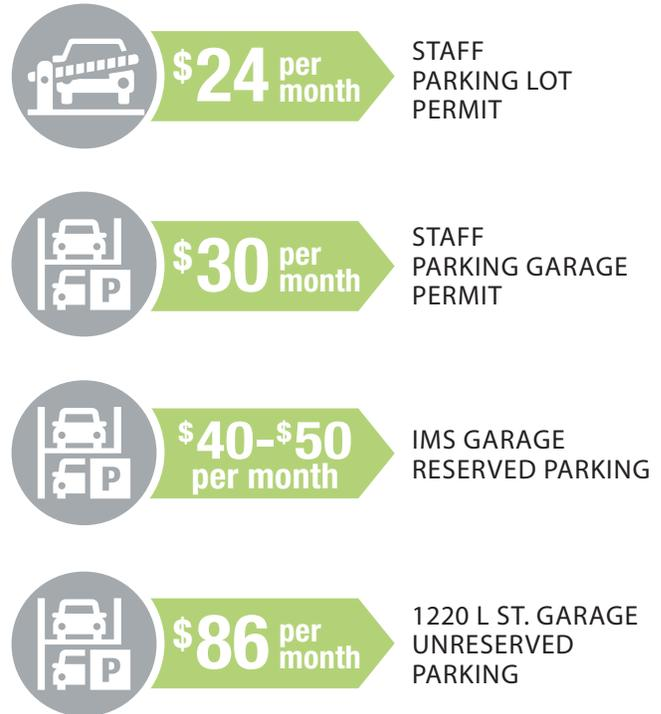 $24 per month
STAFF
PARKING LOT
PERMIT
P
$30 per month
STAFF
PARKING GARAGE
PERMIT
P
$40-$50
per month
IMS GARAGE
RESERVED PARKING
P
$86 per month
1220 L ST. GARAGE
UNRESERVED
PARKING